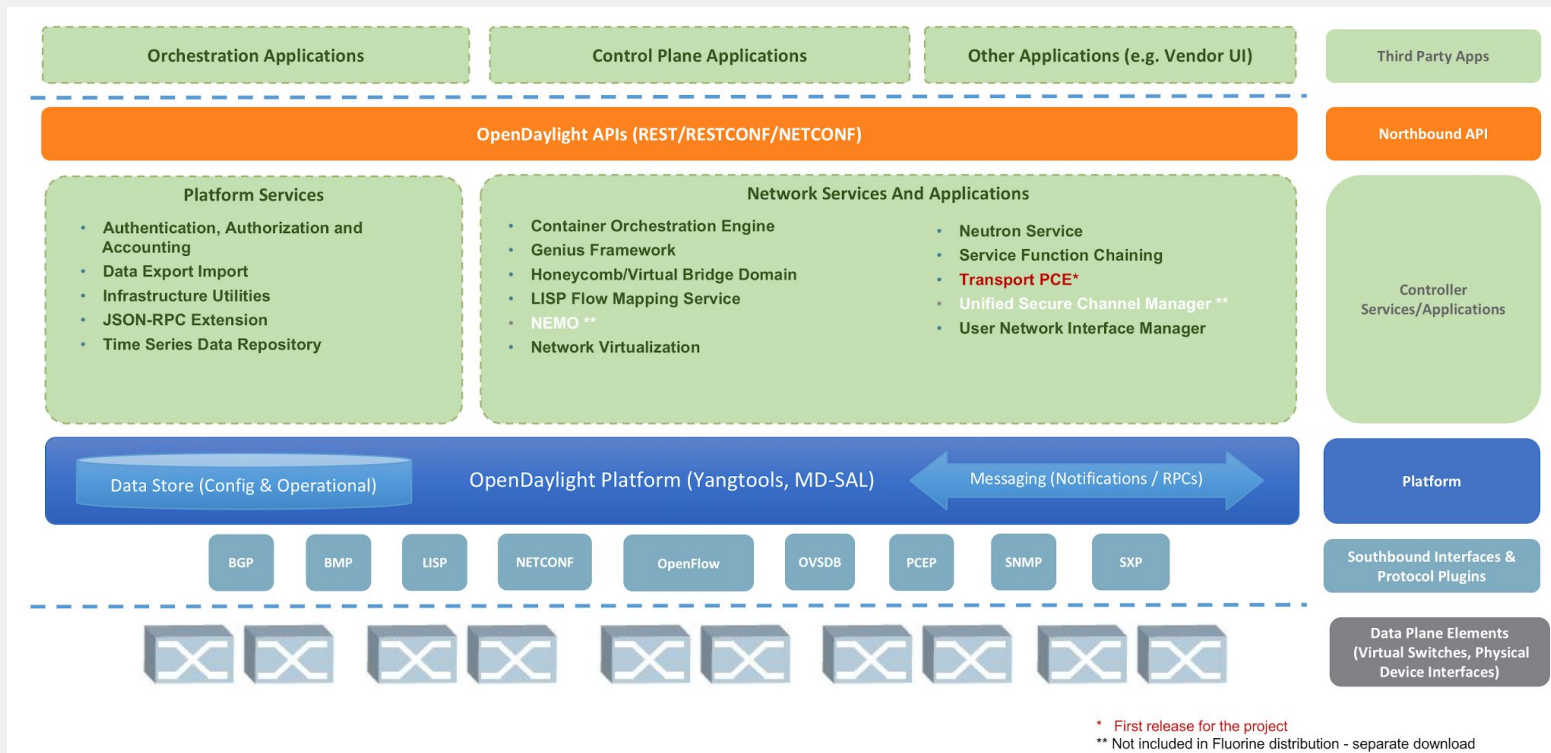 Orchestration Applications
Control Plane Applications
Other Applications (e.g. Vendor UI)
Third Party Apps
OpenDaylight APIs (REST/RESTCONF/NETCONF)
Northbound API
Platform Services
• Authentication, Authorization and
Accounting
• Data Export Import
• Infrastructure Utilities
• JSON-RPC Extension
• Time Series Data Repository
Network Services And Applications
• Container Orchestration Engine
• Genius Framework
• Honeycomb/Virtual Bridge Domain
• LISP Flow Mapping Service
• NEMO **
• Network Virtualization
• Neutron Service
• Service Function Chaining
• Transport PCE*
• Unified Secure Channel Manager **
• User Network Interface Manager
Controller
Services/Applications
Data Store (Config & Operational)
OpenDaylight Platform (Yangtools, MD-SAL)
Messaging (Notifications / RPCs)
Platform
BGP
BMP
LISP
NETCONF
OpenFlow
OVSDB
PCEP
SNMP
SXP
Southbound Interfaces &
Protocol Plugins
Data Plane Elements
(Virtual Switches, Physical
Device Interfaces)
* First release for the project
** Not included in Fluorine distribution - separate download